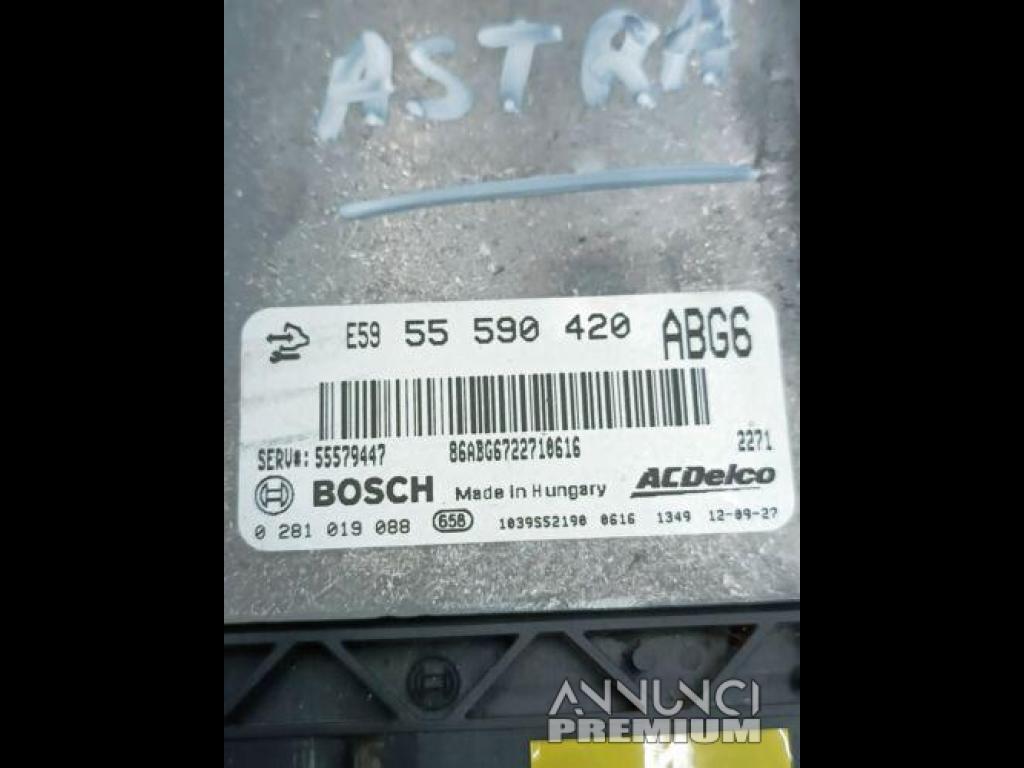 ASTRA
E59 55 590 420 ABG6
SERV#: 55579447 86ABG6722710616 2271
BOSCH Made in Hungary ACDelco
0 281 019 088 658 1039S52190 0616 1349 12-09-27
ANNUNCI
PREMIUM